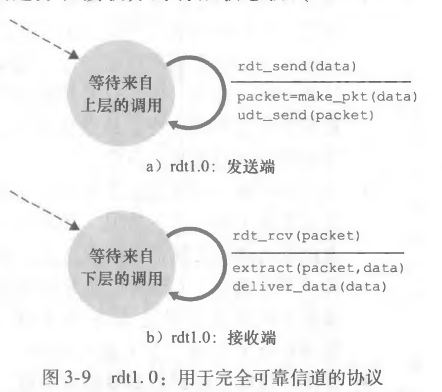 等待来自
上层的调用
rdt_send(data)
packet=make_pkt(data)
udt_send(packet)
a）rdt1.0：发送端
等待来自
下层的调用
rdt_rcv(packet)
extract(packet,data)
deliver_data(data)
b）rdt1.0：接收端
图 3-9 rdt1.0：用于完全可靠信道的协议